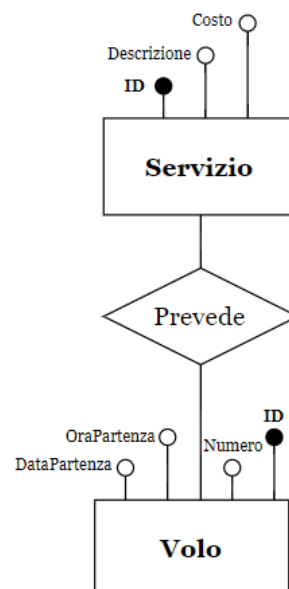 Costo
Descrizione
ID
Servizio
Prevede
ID
OraPartenza
Numero
DataPartenza
Volo